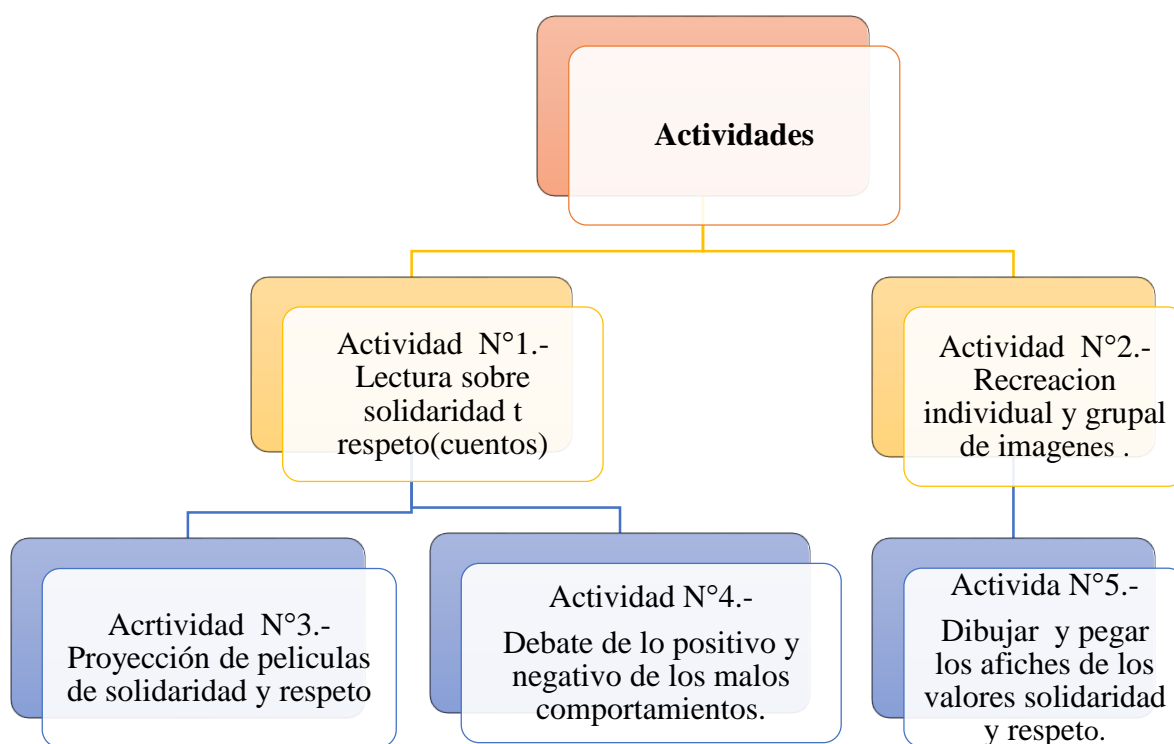 Actividades
Actividad N°1.-
Lectura sobre
solidaridad t
respeto(cuentos)
Actividad N°2.-
Recreacion
individual y grupal
de imagenes .
Acrtividad N°3.-
Proyección de peliculas
de solidaridad y respeto
Actividad N°4.-
Debate de lo positivo y
negativo de los malos
comportamientos.
Activida N°5.-
Dibujar y pegar
los afiches de los
valores solidaridad
y respeto.